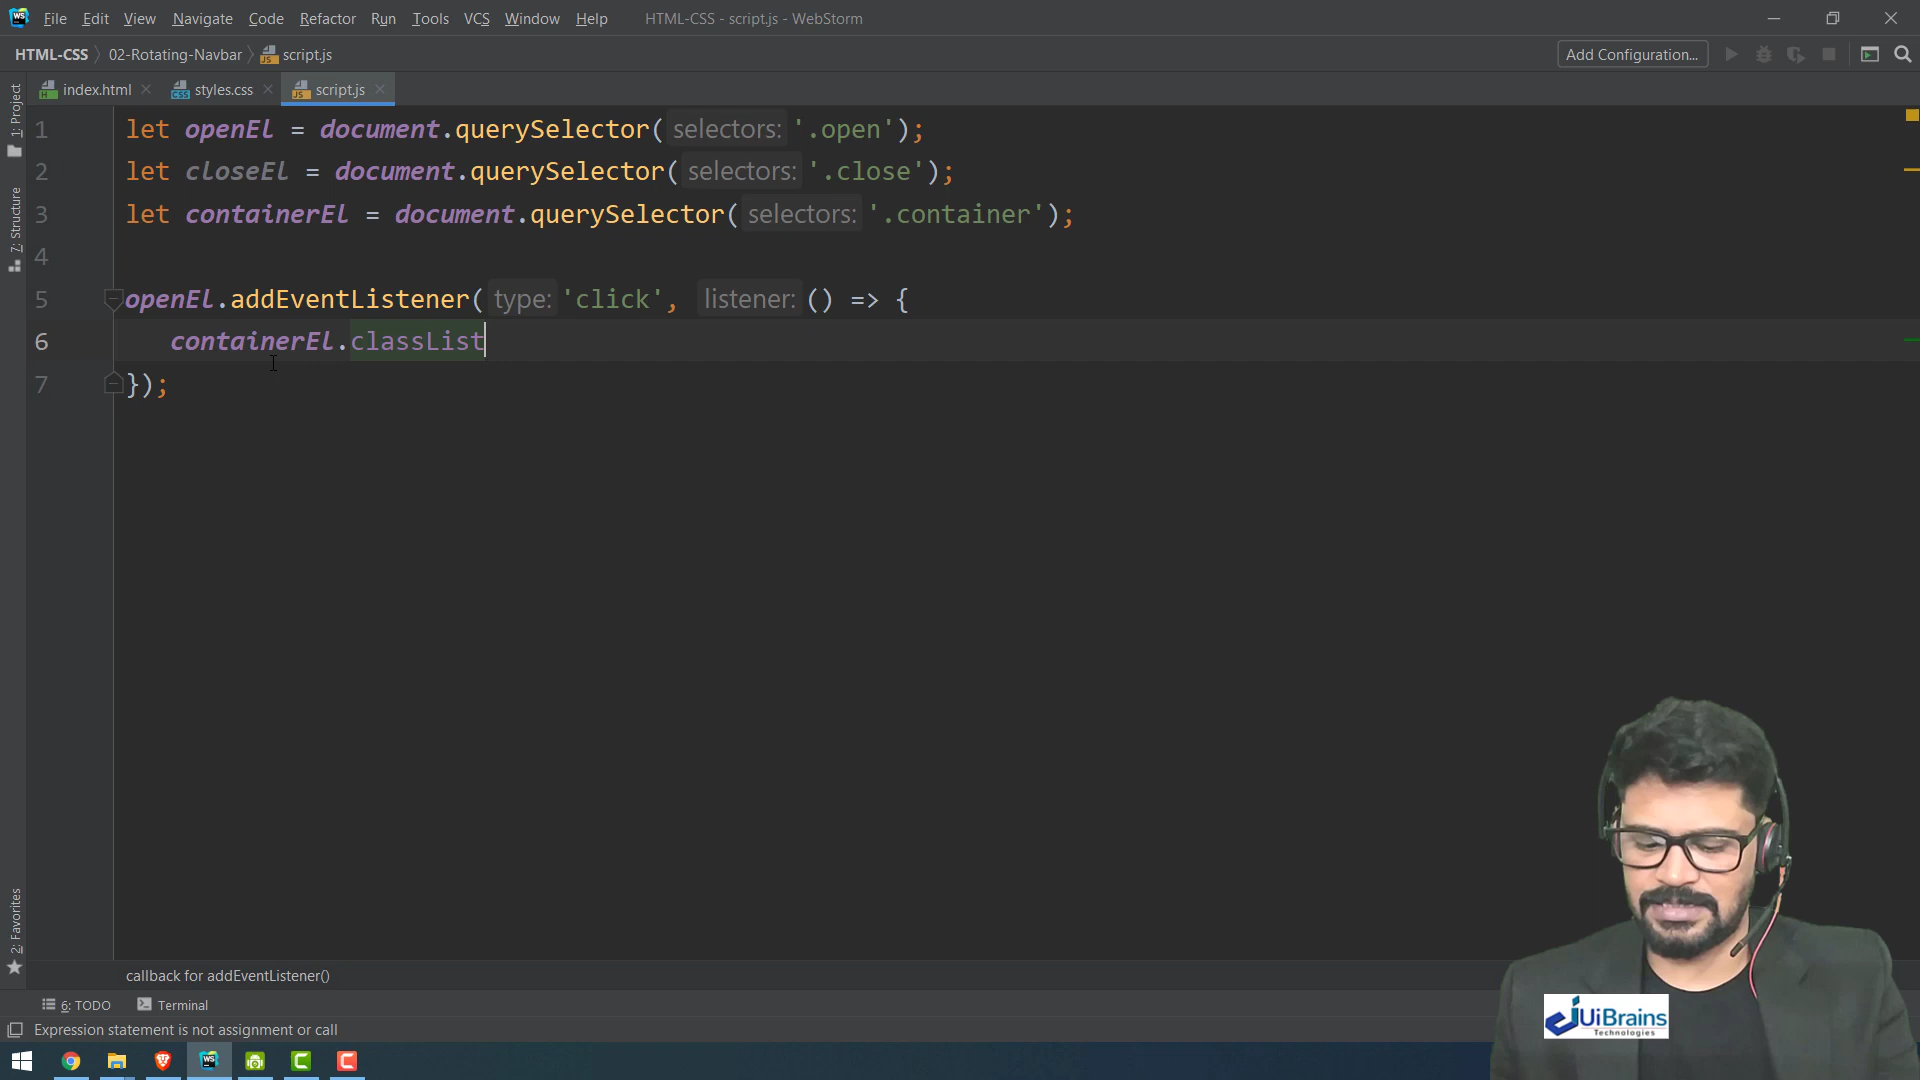 File Edit View Navigate Code Refactor Run Tools VCS Window Help HTML-CSS - script.js - WebStorm
HTML-CSS 02-Rotating-Navbar script.js Add Configuration...
index.html styles.css script.js
1: Project
7: Structure
2: Favorites
1 let openEl = document.querySelector( selectors: '.open');
2 let closeEl = document.querySelector( selectors: '.close');
3 let containerEl = document.querySelector( selectors: '.container');
4
5 openEl.addEventListener( type: 'click', listener: () => {
6 containerEl.classList
7 });
callback for addEventListener()
6: TODO Terminal
Expression statement is not assignment or call
UiBrains
Technologies